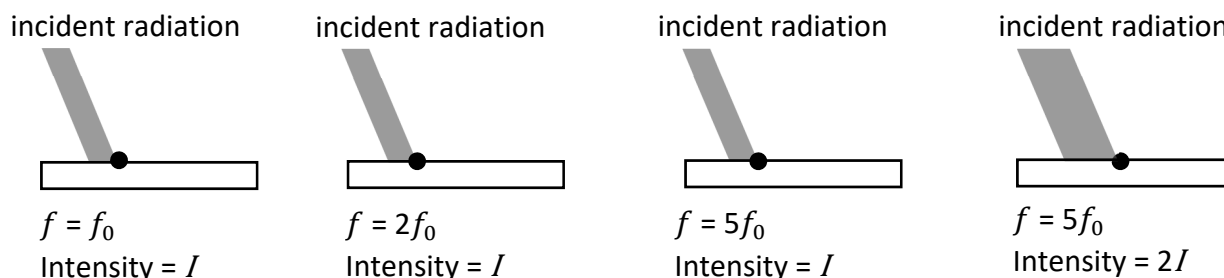 incident radiation incident radiation incident radiation incident radiation
f = f₀ f = 2f₀ f = 5f₀ f = 5f₀
Intensity = I Intensity = I Intensity = I Intensity = 2I